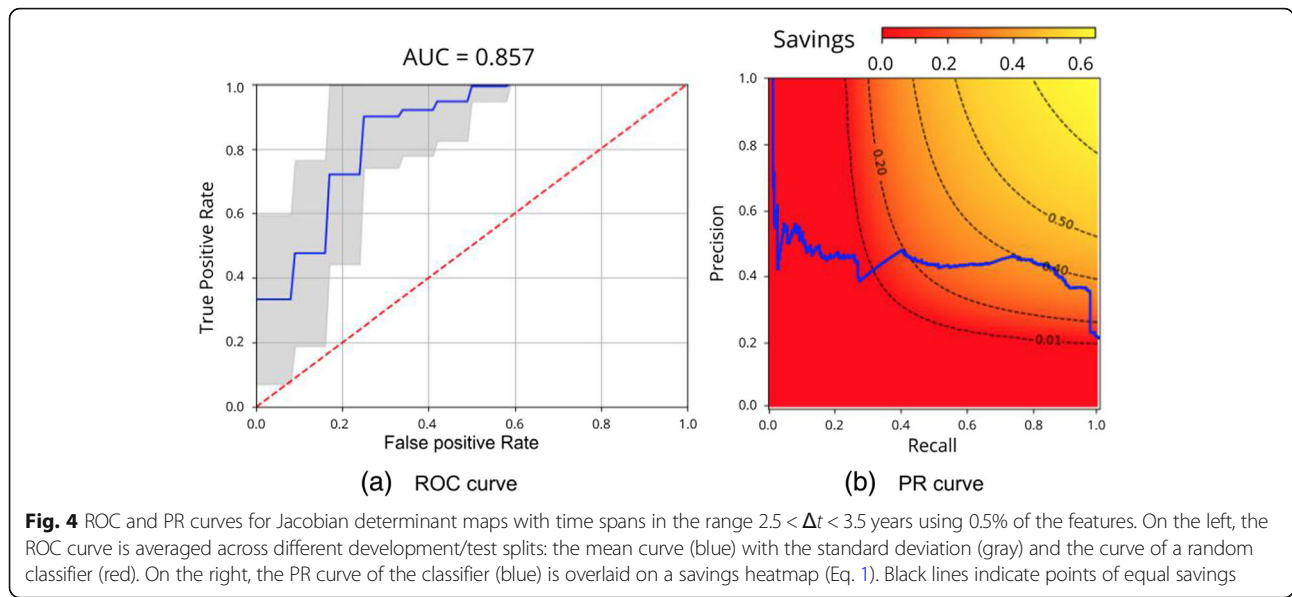 AUC = 0.857
1.0
0.8
0.6
0.4
0.2
0.0
True Positive Rate
0.0 0.2 0.4 0.6 0.8 1.0
False positive Rate
(a) ROC curve
Savings
0.0 0.2 0.4 0.6
1.0
0.8
0.6
0.4
0.2
0.0
Precision
0.20
0.50
0.40
0.01
0.0 0.2 0.4 0.6 0.8 1.0
Recall
(b) PR curve
Fig. 4 ROC and PR curves for Jacobian determinant maps with time spans in the range 2.5 < Δt < 3.5 years using 0.5% of the features. On the left, the
ROC curve is averaged across different development/test splits: the mean curve (blue) with the standard deviation (gray) and the curve of a random
classifier (red). On the right, the PR curve of the classifier (blue) is overlaid on a savings heatmap (Eq. 1). Black lines indicate points of equal savings